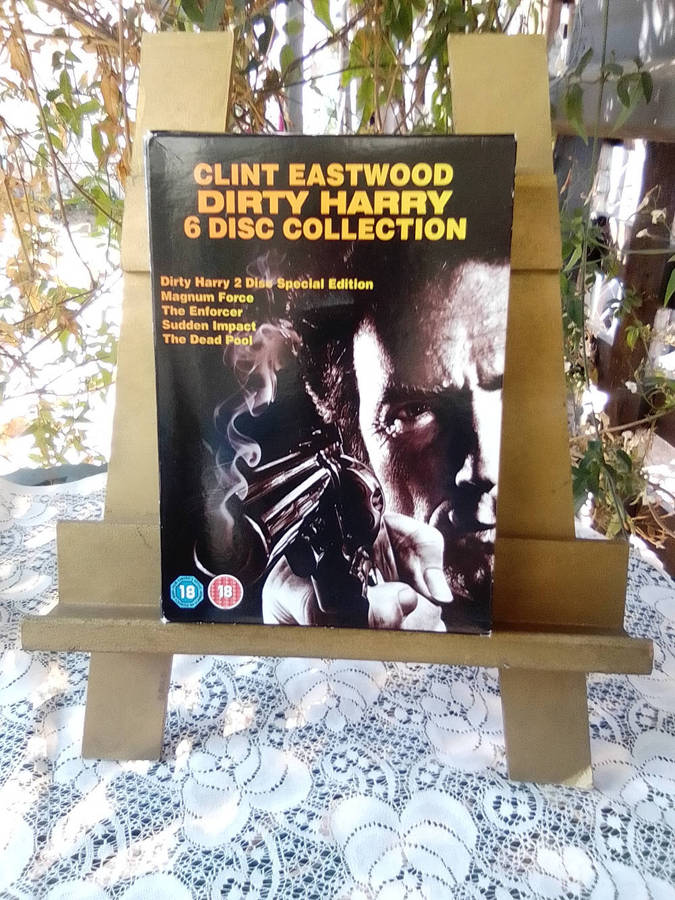 CLINT EASTWOOD
DIRTY HARRY
6 DISC COLLECTION
Dirty Harry 2 Disc Special Edition
Magnum Force
The Enforcer
Sudden Impact
The Dead Pool
18 18